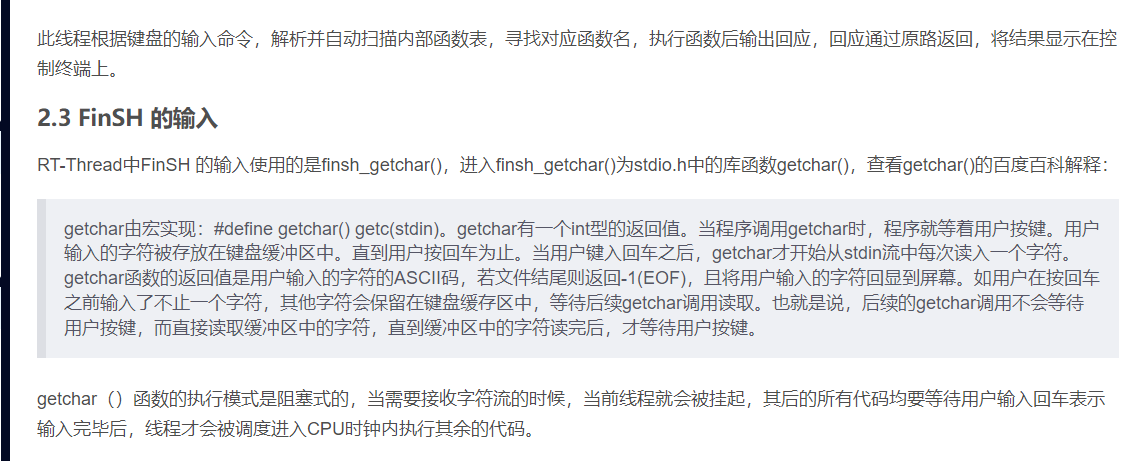 此线程根据键盘的输入命令，解析并自动扫描内部函数表，寻找对应函数名，执行函数后输出回应，回应通过原路返回，将结果显示在控
制终端上。
2.3 FinSH 的输入
RT-Thread中FinSH 的输入使用的是finsh_getchar()，进入finsh_getchar()为stdio.h中的库函数getchar()，查看getchar()的百度百科解释：
getchar由宏实现：#define getchar() getc(stdin)。getchar有一个int型的返回值。当程序调用getchar时，程序就等着用户按键。用户
输入的字符被存放在键盘缓冲区中。直到用户按回车为止。当用户键入回车之后，getchar才开始从stdin流中每次读入一个字符。
getchar函数的返回值是用户输入的字符的ASCII码，若文件结尾则返回-1(EOF)，且将用户输入的字符回显到屏幕。如用户在按回车
之前输入了不止一个字符，其他字符会保留在键盘缓存区中，等待后续getchar调用读取。也就是说，后续的getchar调用不会等待
用户按键，而直接读取缓冲区中的字符，直到缓冲区中的字符读完后，才等待用户按键。
getchar（）函数的执行模式是阻塞式的，当需要接收字符流的时候，当前线程就会被挂起，其后的所有代码均要等待用户输入回车表示
输入完毕后，线程才会被调度进入CPU时钟内执行其余的代码。